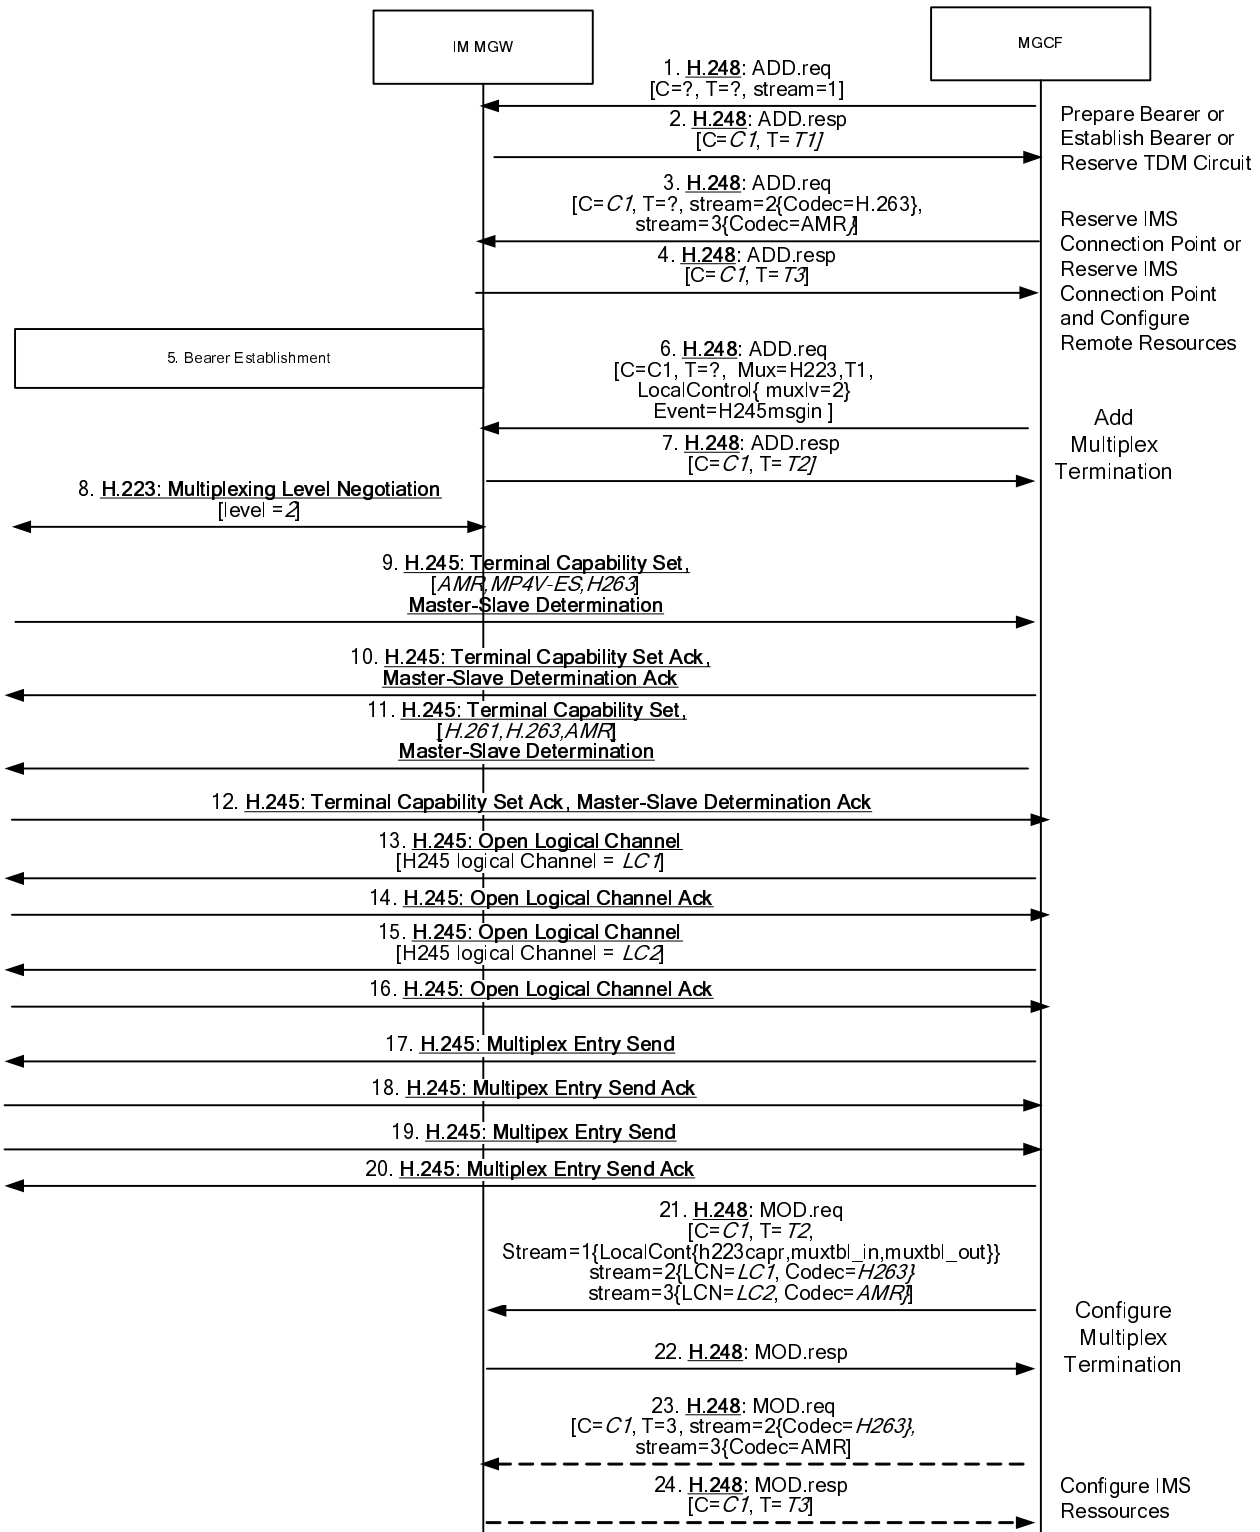 IM MGW
MGCF
1. H.248: ADD.req
[C=?, T=?, stream=1]
2. H.248: ADD.resp
[C=C1, T=T1]
Prepare Bearer or
Establish Bearer or
Reserve TDM Circuit
3. H.248: ADD.req
[C=C1, T=?, stream=2{Codec=H.263},
stream=3{Codec=AMR}]
4. H.248: ADD.resp
[C=C1, T=T3]
Reserve IMS
Connection Point or
Reserve IMS
Connection Point
and Configure
Remote Resources
5. Bearer Establishment
6. H.248: ADD.req
[C=C1, T=?, Mux=H223,T1,
LocalControl{ muxlv=2}
Event=H245msgin ]
7. H.248: ADD.resp
[C=C1, T=T2]
Add
Multiplex
Termination
8. H.223: Multiplexing Level Negotiation
[level =2]
9. H.245: Terminal Capability Set,
[AMR,MP4V-ES,H263]
Master-Slave Determination
10. H.245: Terminal Capability Set Ack,
Master-Slave Determination Ack
11. H.245: Terminal Capability Set,
[H.261,H.263,AMR]
Master-Slave Determination
12. H.245: Terminal Capability Set Ack, Master-Slave Determination Ack
13. H.245: Open Logical Channel
[H245 logical Channel = LC1]
14. H.245: Open Logical Channel Ack
15. H.245: Open Logical Channel
[H245 logical Channel = LC2]
16. H.245: Open Logical Channel Ack
17. H.245: Multiplex Entry Send
18. H.245: Multipex Entry Send Ack
19. H.245: Multipex Entry Send
20. H.245: Multiplex Entry Send Ack
21. H.248: MOD.req
[C=C1, T=T2,
Stream=1{LocalCont{h223capr,muxtbl_in,muxtbl_out}}
stream=2{LCN=LC1, Codec=H263}
stream=3{LCN=LC2, Codec=AMR}]
22. H.248: MOD.resp
Configure
Multiplex
Termination
23. H.248: MOD.req
[C=C1, T=3, stream=2{Codec=H263},
stream=3{Codec=AMR]
24. H.248: MOD.resp
[C=C1, T=T3]
Configure IMS
Ressources